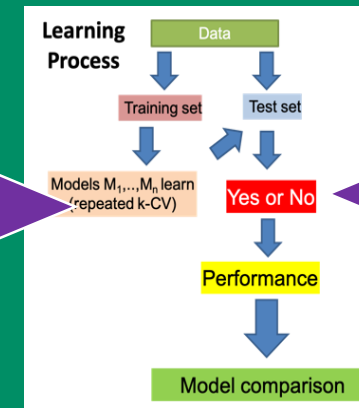 Learning
Process
Data
Training set
Test set
Models M₁,..,Mₙ learn
(repeated k-CV)
Yes or No
Performance
Model comparison